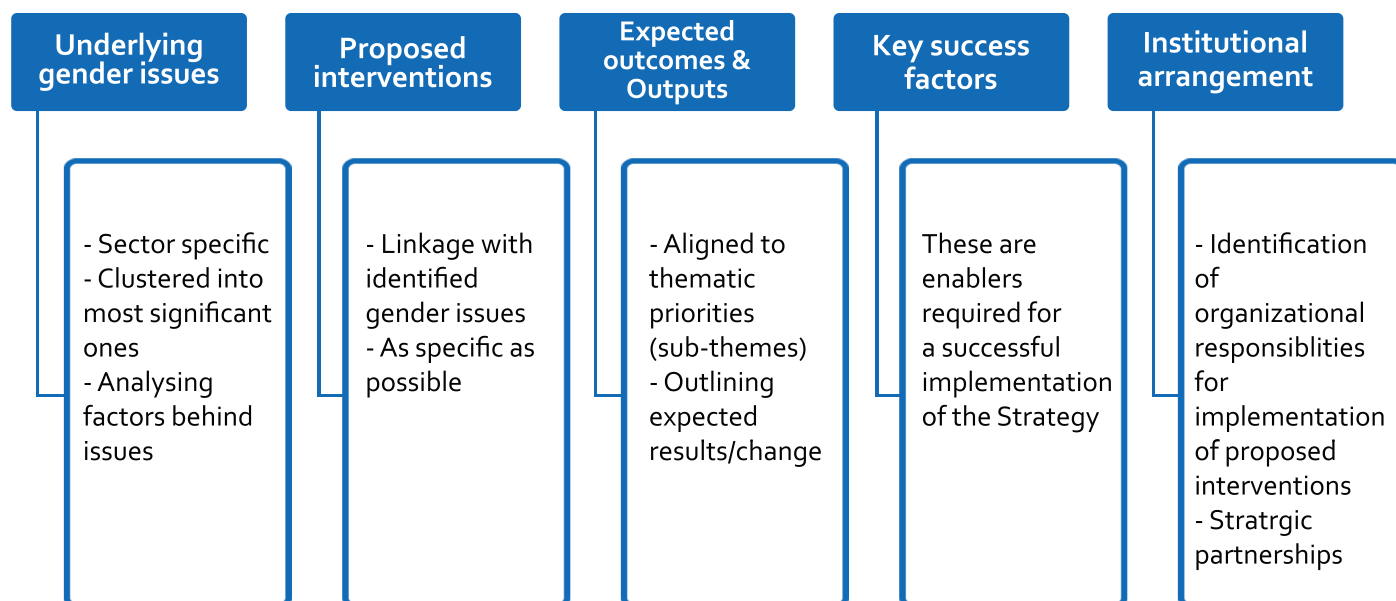 Underlying
gender issues
- Sector specific
- Clustered into
most significant
ones
- Analysing
factors behind
issues
Proposed
interventions
- Linkage with
identified
gender issues
- As specific as
possible
Expected
outcomes &
Outputs
- Aligned to
thematic
priorities
(sub-themes)
- Outlining
expected
results/change
Key success
factors
These are
enablers
required for
a successful
implementation
of the Strategy
Institutional
arrangement
- Identification
of
organizational
responsiblities
for
implementation
of proposed
interventions
- Stratrgic
partnerships